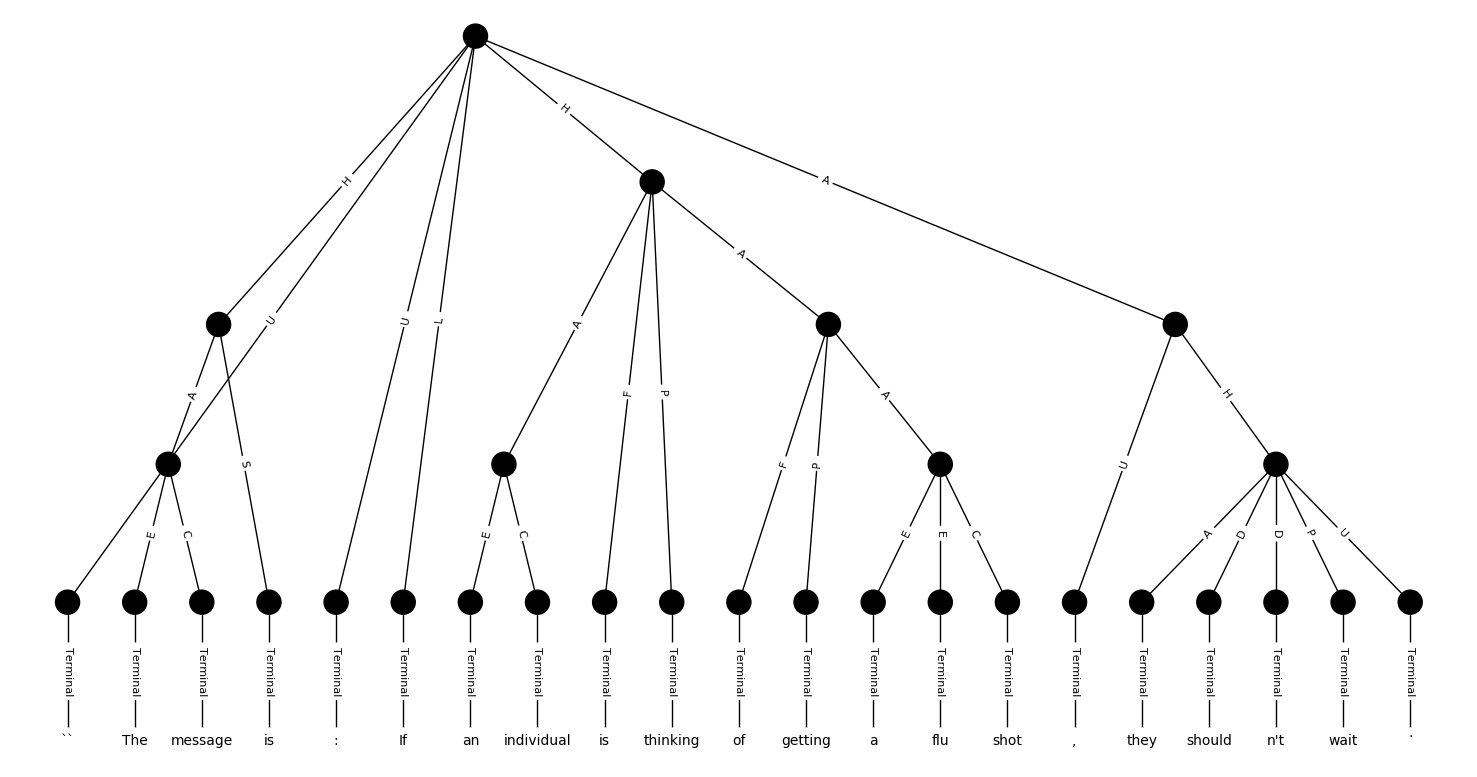 H
A
H
U
U
L
A
A
F
P
A
H
S
F
P
U
E
C
E
C
E
E
C
A
D
D
P
U
Terminal Terminal Terminal Terminal Terminal Terminal Terminal Terminal Terminal Terminal Terminal Terminal Terminal Terminal Terminal Terminal Terminal Terminal Terminal Terminal Terminal
`` The message is : If an individual is thinking of getting a flu shot , they should n't wait .